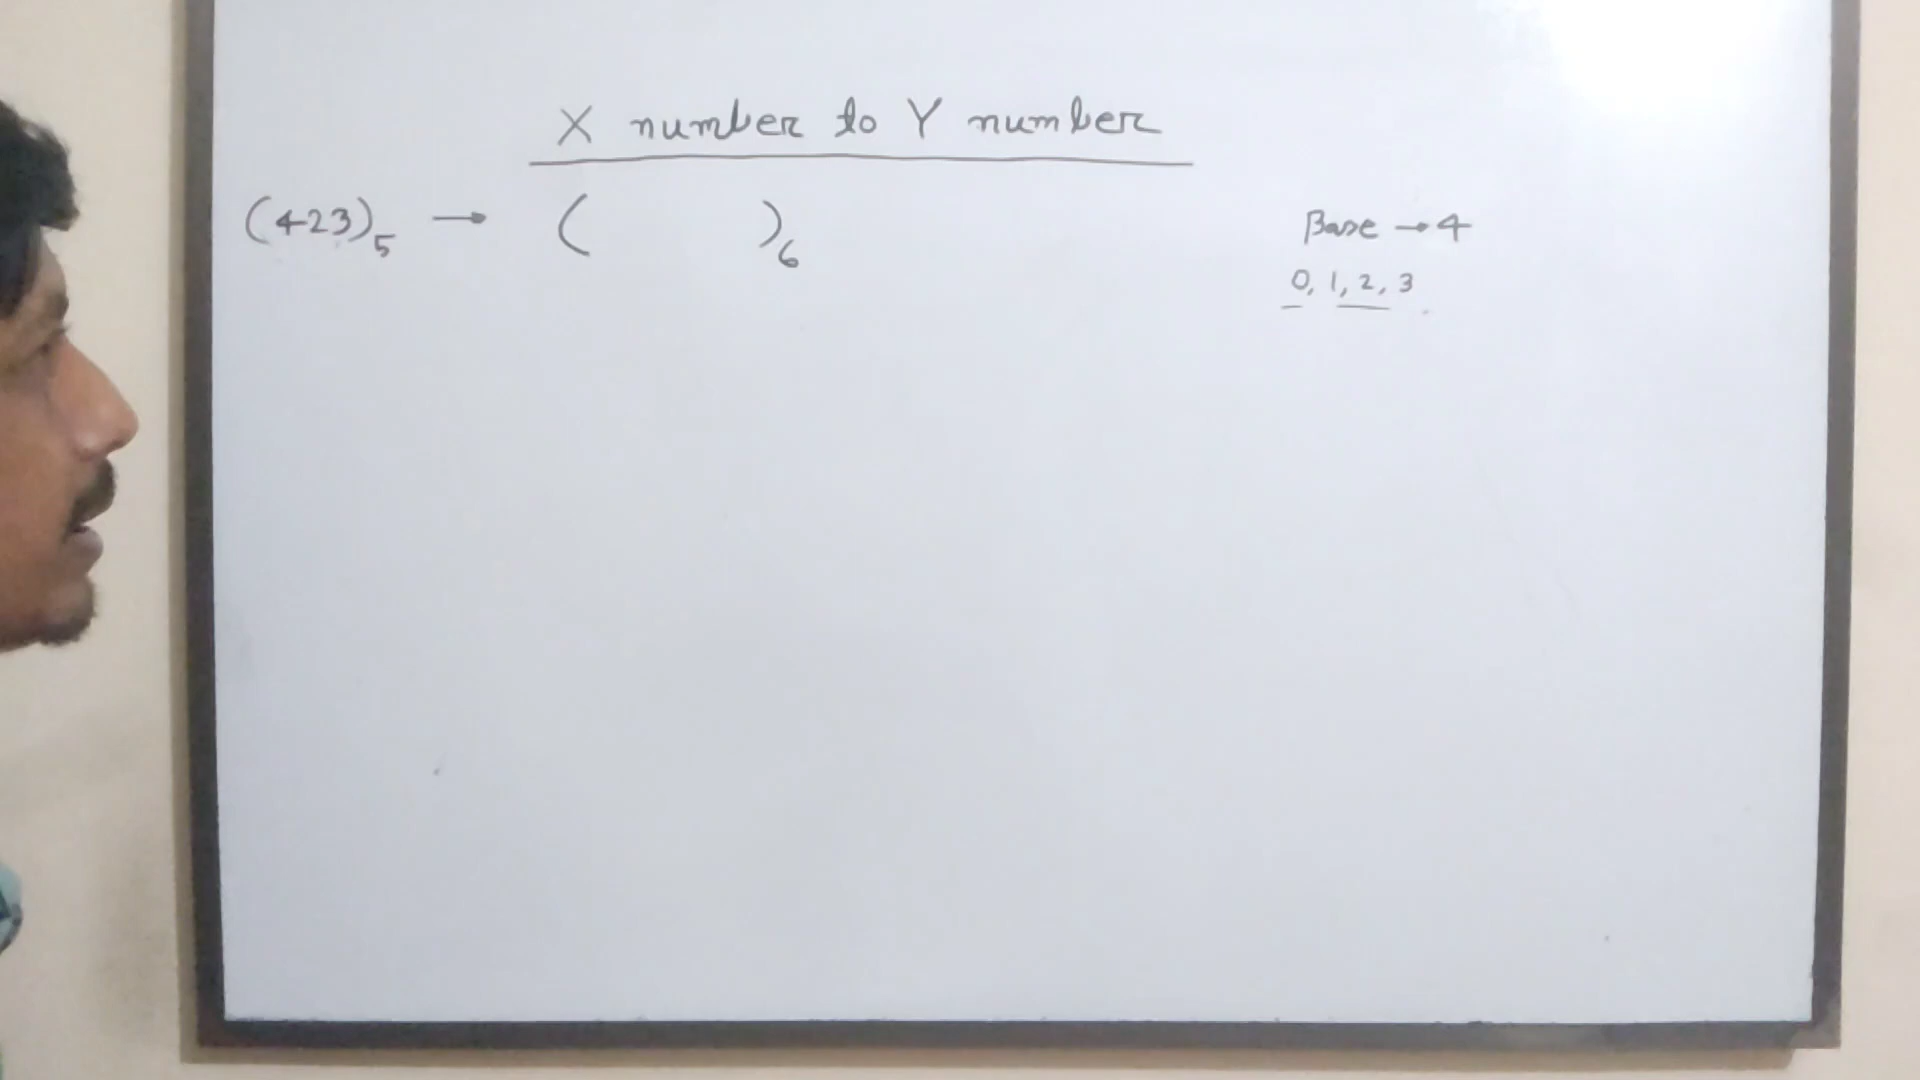 X number to Y number
(423)₅ → ( )₆
Base → 4
0, 1, 2, 3